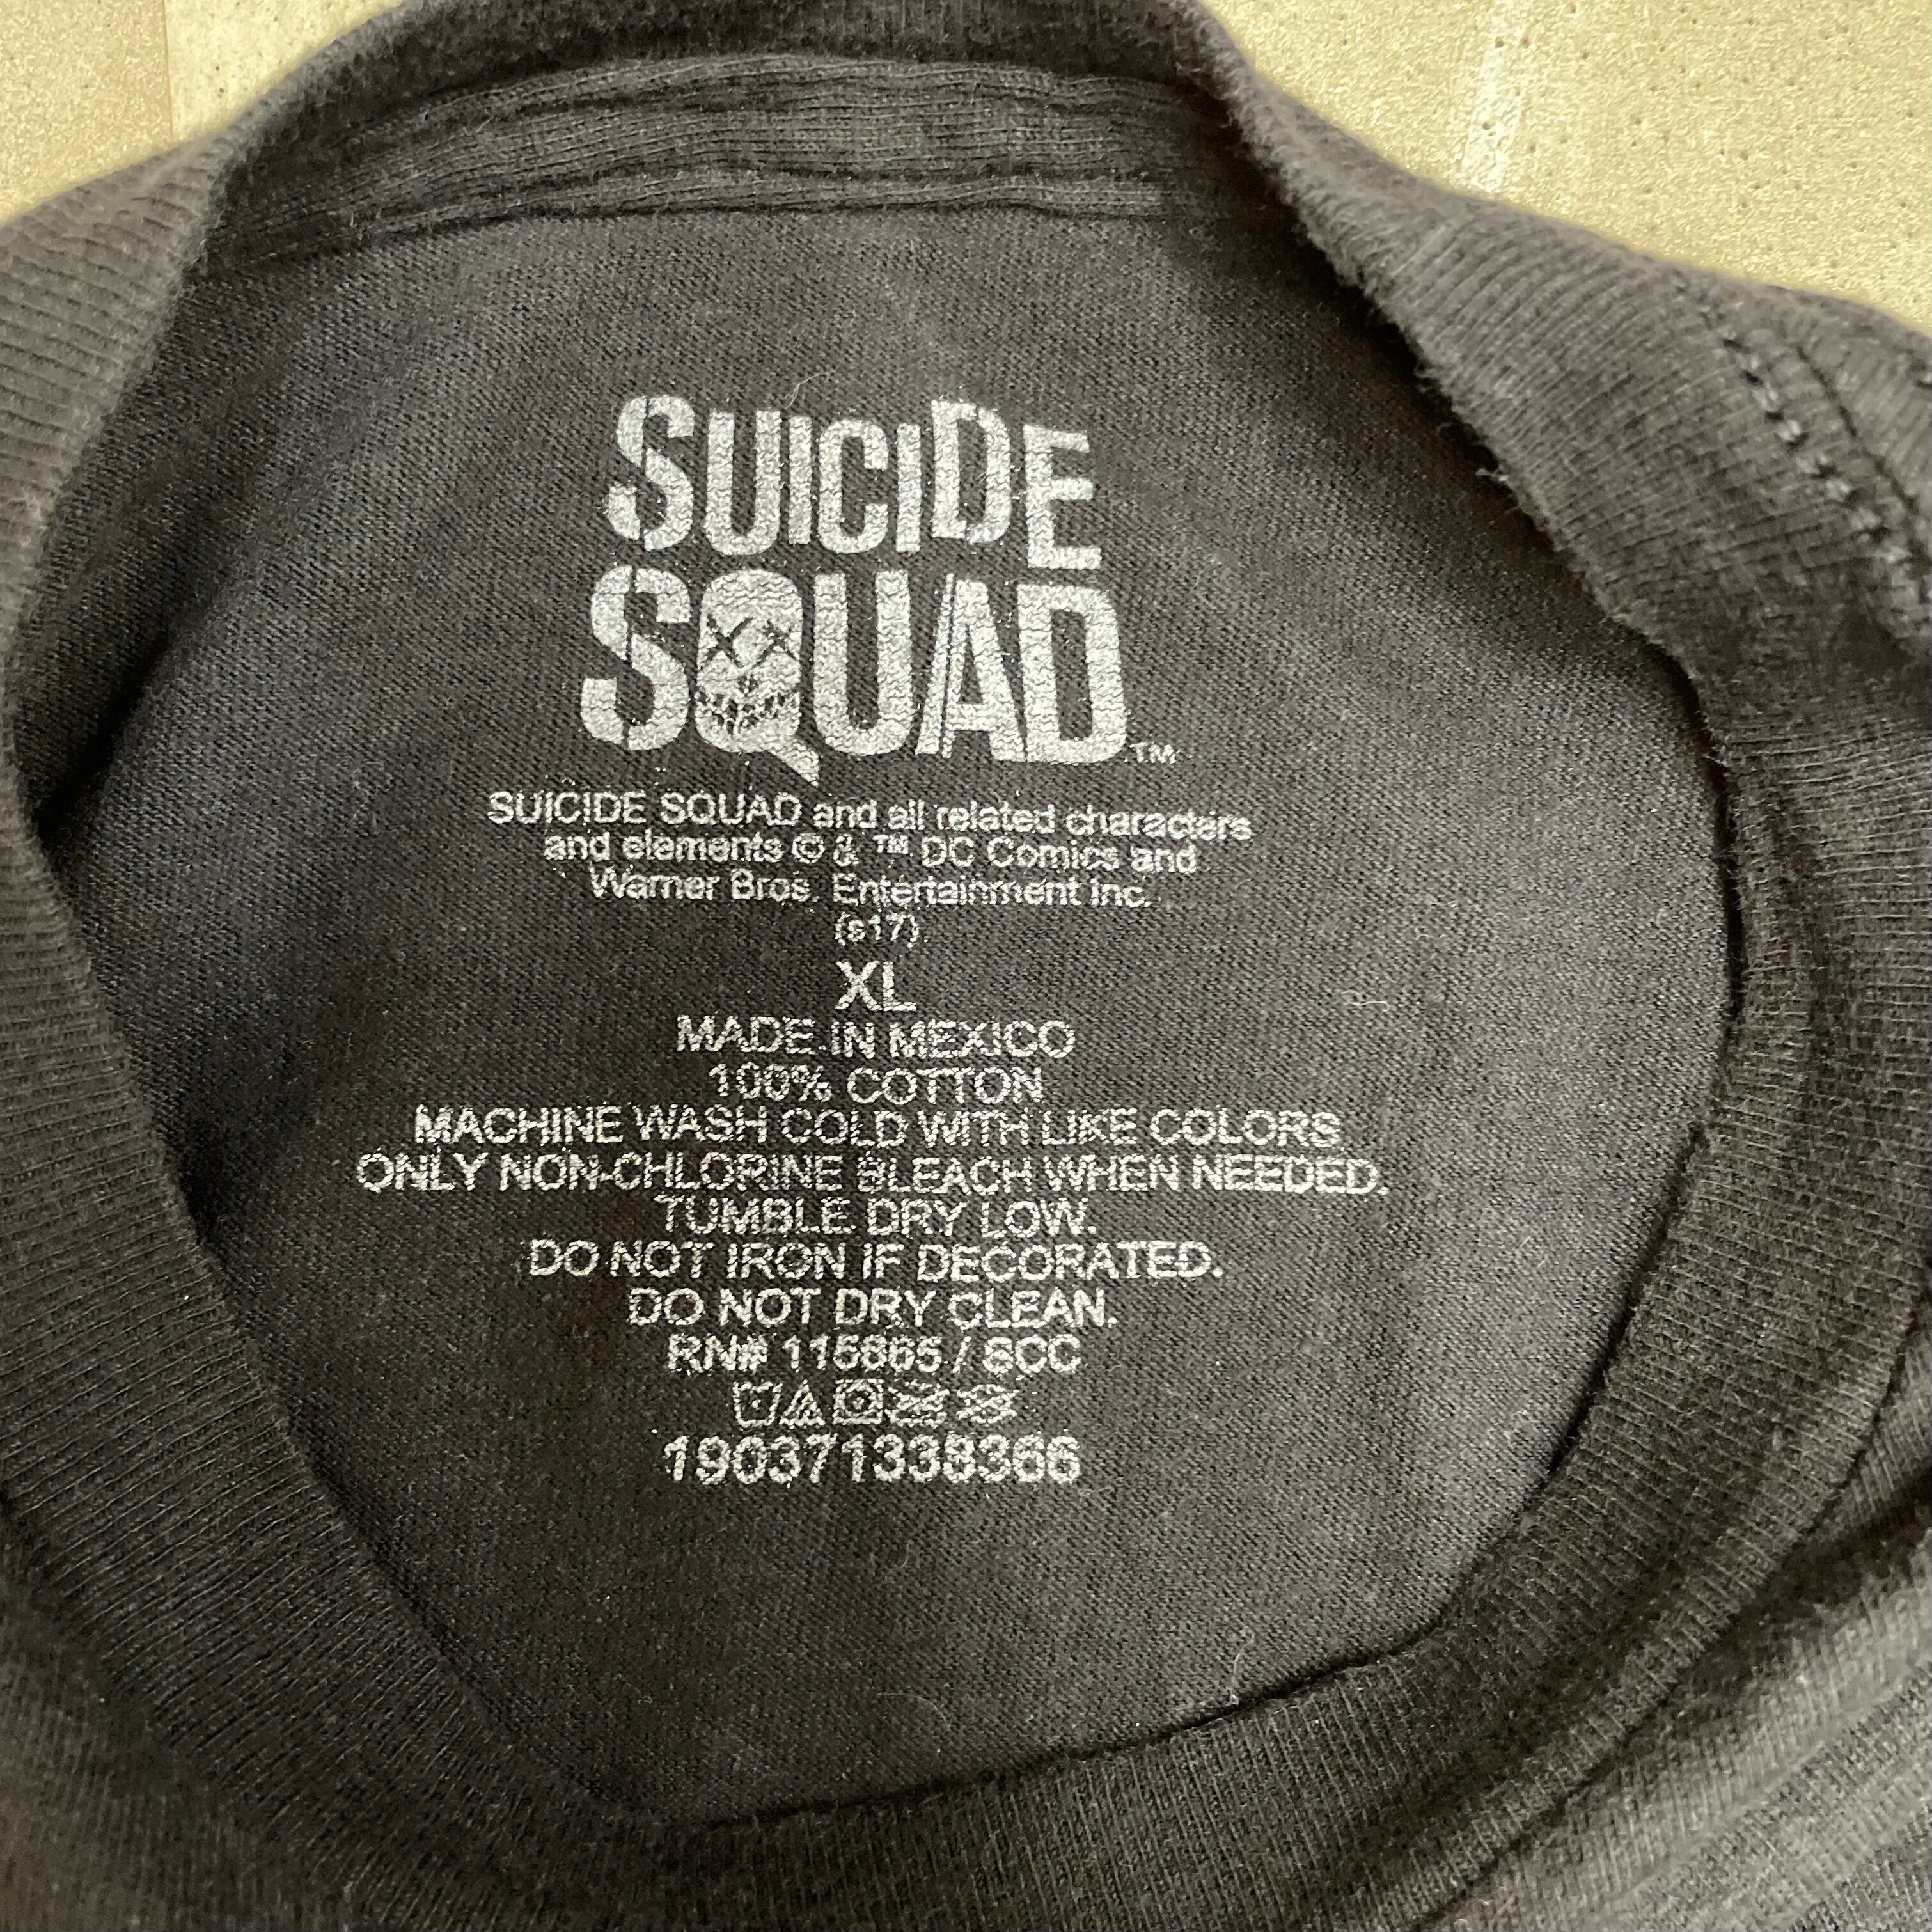 SUICIDE
SQUAD™
SUICIDE SQUAD and all related characters
and elements © & ™ DC Comics and
Warner Bros. Entertainment Inc.
(s17)
XL
MADE IN MEXICO
100% COTTON
MACHINE WASH COLD WITH LIKE COLORS
ONLY NON-CHLORINE BLEACH WHEN NEEDED.
TUMBLE DRY LOW.
DO NOT IRON IF DECORATED.
DO NOT DRY CLEAN.
RN# 115865 / SCC
190371338366